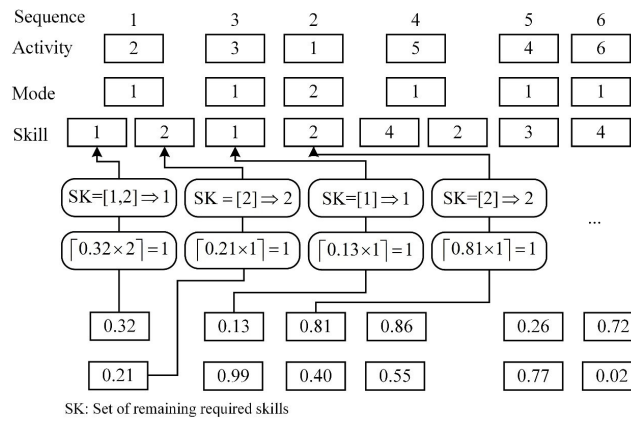 Sequence 1 3 2 4 5 6
Activity 2 3 1 5 4 6
Mode 1 1 2 1 1 1
Skill 1 2 1 2 4 2 3 4
SK=[1,2]⇒1 SK=[2]⇒2 SK=[1]⇒1 SK=[2]⇒2
...
⌈0.32×2⌉=1 ⌈0.21×1⌉=1 ⌈0.13×1⌉=1 ⌈0.81×1⌉=1
0.32 0.13 0.81 0.86 0.26 0.72
0.21 0.99 0.40 0.55 0.77 0.02
SK: Set of remaining required skills